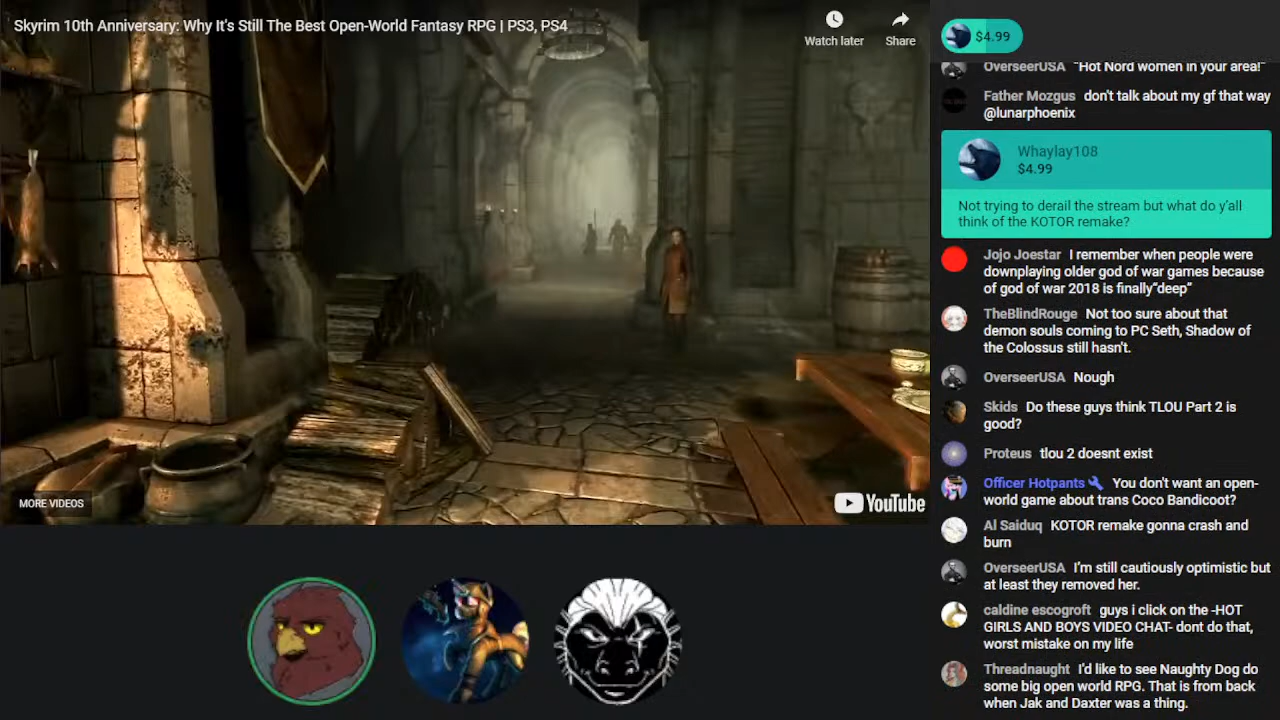 Skyrim 10th Anniversary: Why It's Still The Best Open-World Fantasy RPG | PS3, PS4
Watch later
Share
MORE VIDEOS
YouTube
$4.99
OverseerUSA "Hot Nord women in your area!"
Father Mozgus don't talk about my gf that way
@lunarphoenix
Whaylay108
$4.99
Not trying to derail the stream but what do y'all
think of the KOTOR remake?
Jojo Joestar I remember when people were
downplaying older god of war games because
of god of war 2018 is finally“deep”
TheBlindRouge Not too sure about that
demon souls coming to PC Seth, Shadow of
the Colossus still hasn't.
OverseerUSA Nough
Skids Do these guys think TLOU Part 2 is
good?
Proteus tlou 2 doesnt exist
Officer Hotpants You don't want an open-
world game about trans Coco Bandicoot?
Al Saiduq KOTOR remake gonna crash and
burn
OverseerUSA I'm still cautiously optimistic but
at least they removed her.
caldine escogroft guys i click on the -HOT
GIRLS AND BOYS VIDEO CHAT- dont do that,
worst mistake on my life
Threadnaught I'd like to see Naughty Dog do
some big open world RPG. That is from back
when Jak and Daxter was a thing.